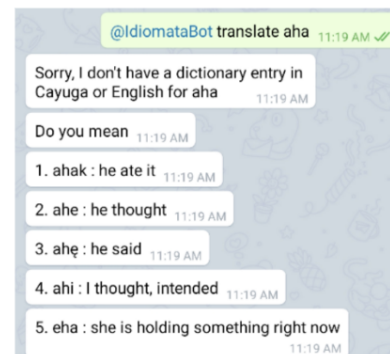 @IdiomataBot translate aha 11:19 AM
Sorry, I don't have a dictionary entry in
Cayuga or English for aha 11:19 AM
Do you mean 11:19 AM
1. ahak : he ate it 11:19 AM
2. ahe : he thought 11:19 AM
3. ahę : he said 11:19 AM
4. ahi : I thought, intended 11:19 AM
5. eha : she is holding something right now
11:19 AM